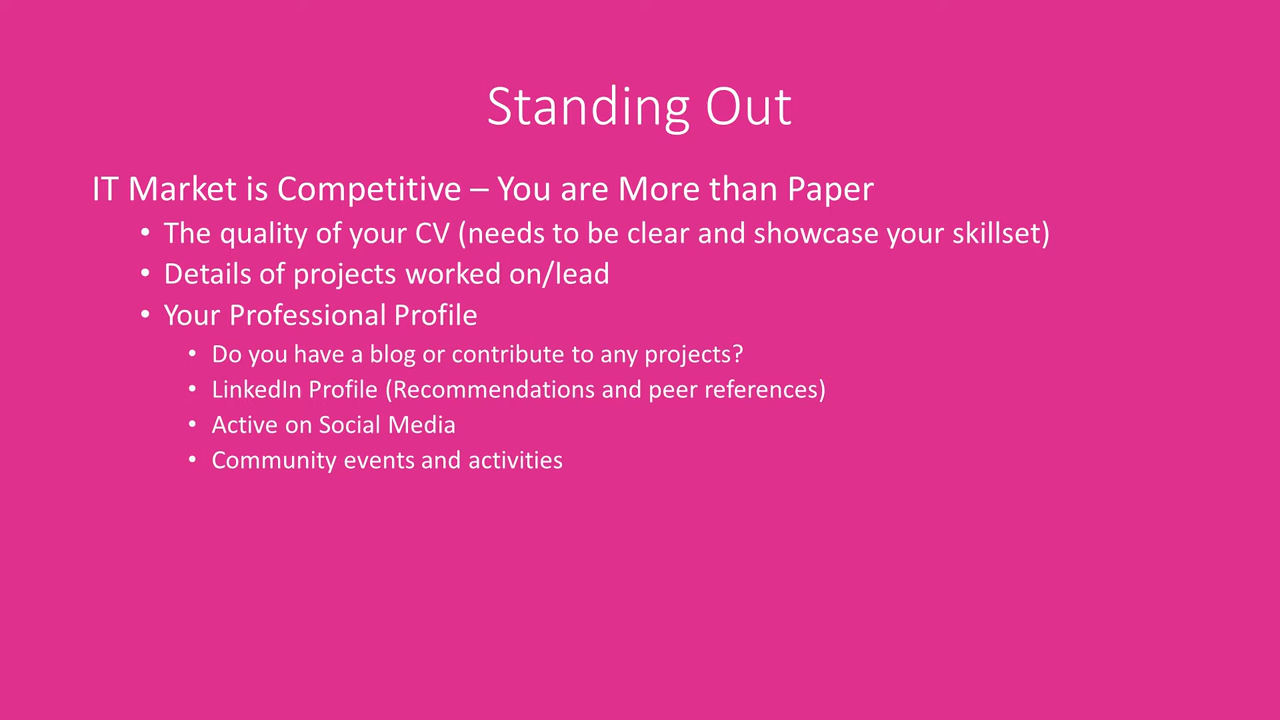 Standing Out
IT Market is Competitive – You are More than Paper
• The quality of your CV (needs to be clear and showcase your skillset)
• Details of projects worked on/lead
• Your Professional Profile
• Do you have a blog or contribute to any projects?
• LinkedIn Profile (Recommendations and peer references)
• Active on Social Media
• Community events and activities